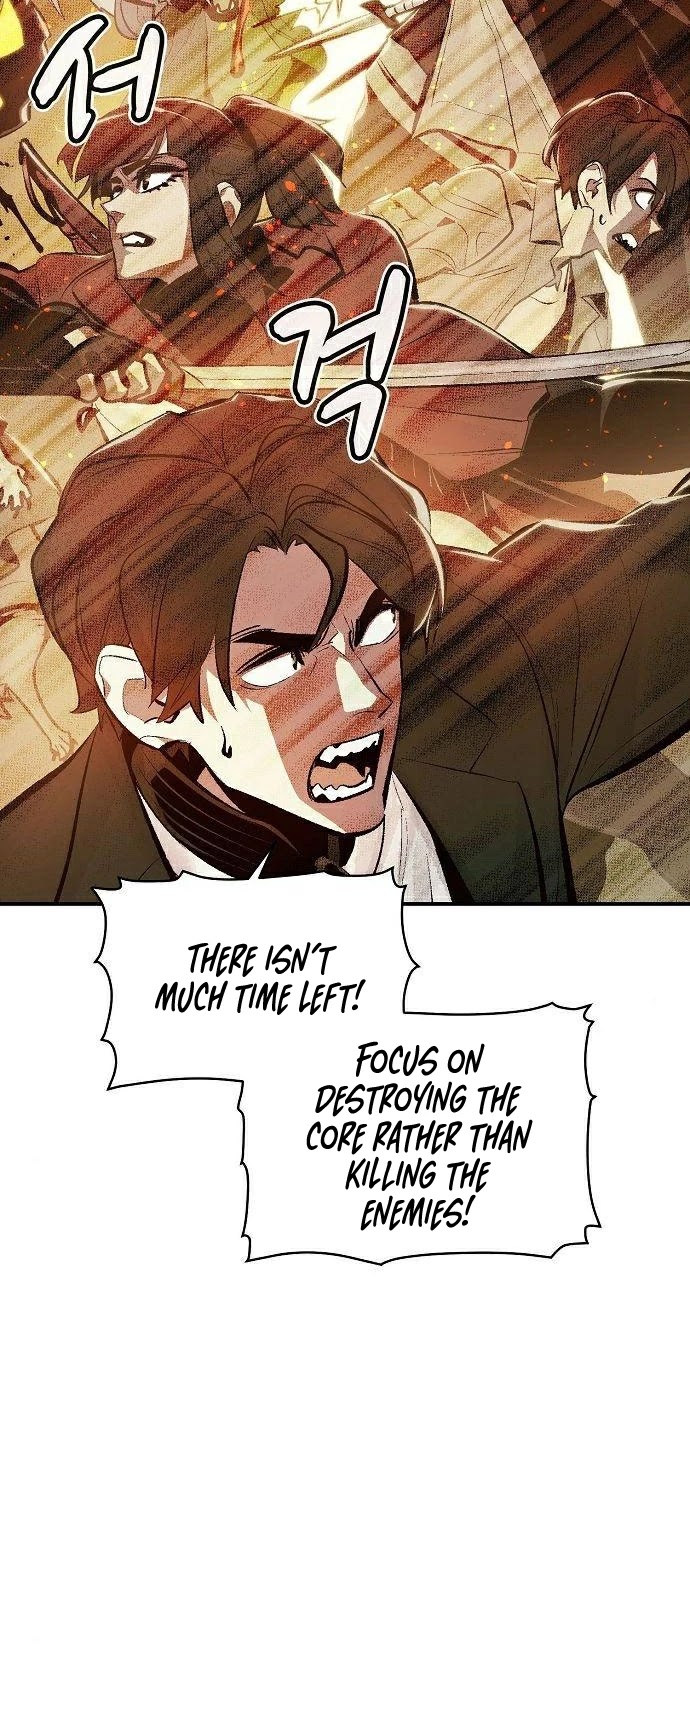 서
걱
THERE ISN'T
MUCH TIME LEFT!
FOCUS ON
DESTROYING THE
CORE RATHER THAN
KILLING THE
ENEMIES!